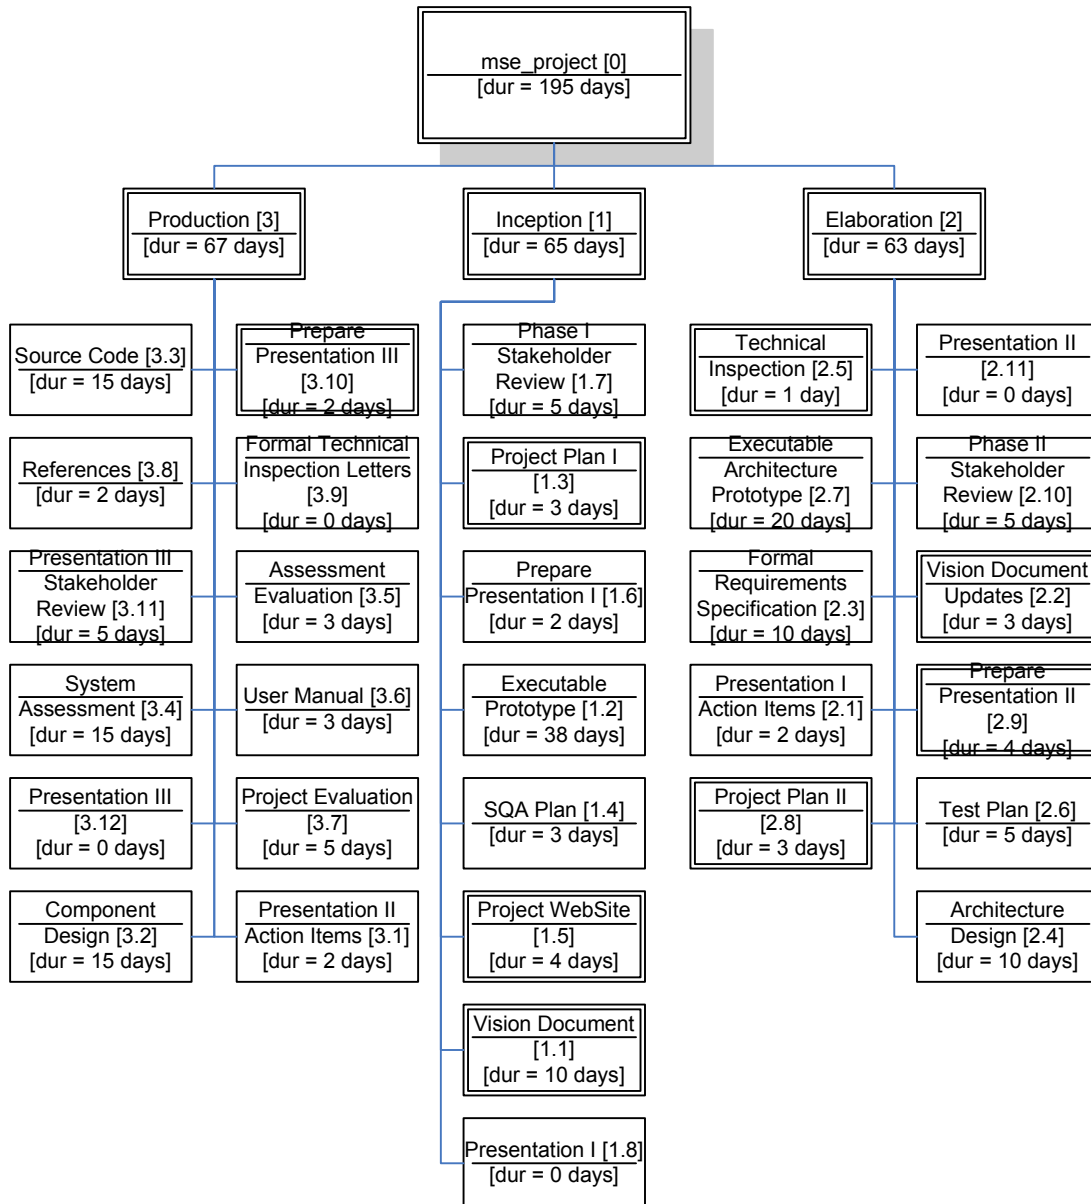 mse_project [0]
[dur = 195 days]
Production [3]
[dur = 67 days]
Inception [1]
[dur = 65 days]
Elaboration [2]
[dur = 63 days]
Source Code [3.3]
[dur = 15 days]
Prepare
Presentation III
[3.10]
[dur = 2 days]
References [3.8]
[dur = 2 days]
Formal Technical
Inspection Letters
[3.9]
[dur = 0 days]
Presentation III
Stakeholder
Review [3.11]
[dur = 5 days]
Assessment
Evaluation [3.5]
[dur = 3 days]
System
Assessment [3.4]
[dur = 15 days]
User Manual [3.6]
[dur = 3 days]
Presentation III
[3.12]
[dur = 0 days]
Project Evaluation
[3.7]
[dur = 5 days]
Component
Design [3.2]
[dur = 15 days]
Presentation II
Action Items [3.1]
[dur = 2 days]
Phase I
Stakeholder
Review [1.7]
[dur = 5 days]
Project Plan I
[1.3]
[dur = 3 days]
Prepare
Presentation I [1.6]
[dur = 2 days]
Executable
Prototype [1.2]
[dur = 38 days]
SQA Plan [1.4]
[dur = 3 days]
Project WebSite
[1.5]
[dur = 4 days]
Vision Document
[1.1]
[dur = 10 days]
Presentation I [1.8]
[dur = 0 days]
Technical
Inspection [2.5]
[dur = 1 day]
Presentation II
[2.11]
[dur = 0 days]
Executable
Architecture
Prototype [2.7]
[dur = 20 days]
Phase II
Stakeholder
Review [2.10]
[dur = 5 days]
Formal
Requirements
Specification [2.3]
[dur = 10 days]
Vision Document
Updates [2.2]
[dur = 3 days]
Presentation I
Action Items [2.1]
[dur = 2 days]
Prepare
Presentation II
[2.9]
[dur = 4 days]
Project Plan II
[2.8]
[dur = 3 days]
Test Plan [2.6]
[dur = 5 days]
Architecture
Design [2.4]
[dur = 10 days]